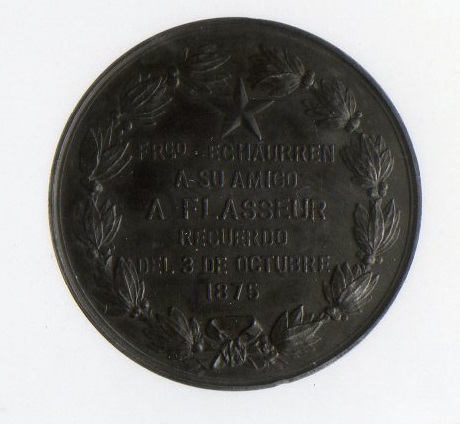 FRCO · ECHAURREN
A · SU AMIGO
A FLASSEUR
RECUERDO
DEL 3 DE OCTUBRE
1875